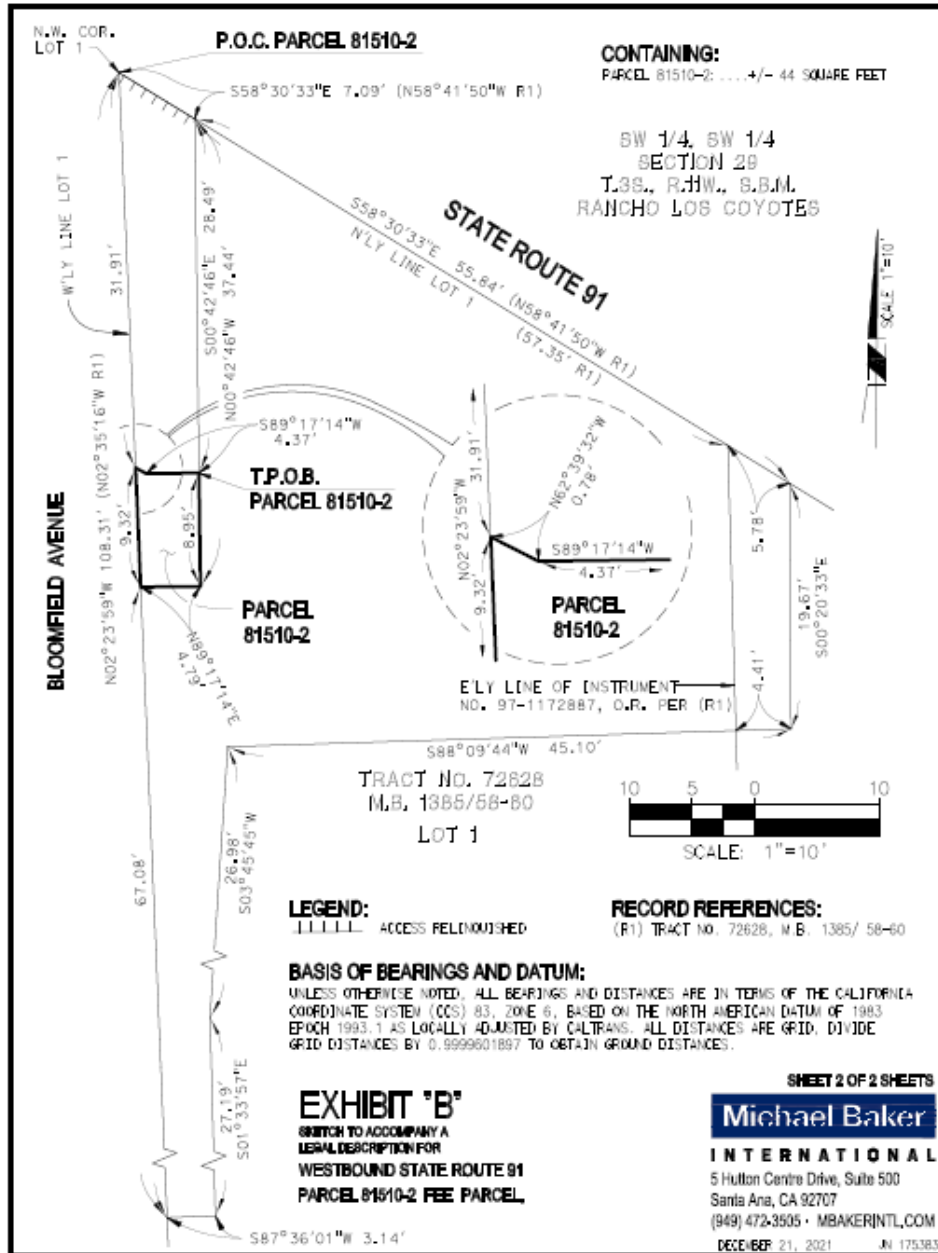 N.W. COR.
LOT 1
P.O.C. PARCEL 81510-2
S58°30'33"E 7.09' (N58°41'50"W R1)
CONTAINING:
PARCEL 81510-2: ....+/- 44 SQUARE FEET
SW 1/4, SW 1/4
SECTION 29
T.3S., R.11W., S.B.M.
RANCHO LOS COYOTES
STATE ROUTE 91
S58°30'33"E 55.84' (N58°41'50"W R1)
N'LY LINE LOT 1 (57.35' R1)
SCALE 1"=10'
31.91'
W'LY LINE LOT 1
S00°42'46"E 28.49'
N00°42'46"W 37.44'
S89°17'14"W
4.37'
T.P.O.B.
PARCEL 81510-2
BLOOMFIELD AVENUE
N02°23'59"W 108.31' (N02°35'16"W R1)
9.32'
8.95'
PARCEL
81510-2
N89°17'14"E
4.79'
31.91'
N02°23'59"W
9.32'
N62°39'32"W
0.78'
S89°17'14"W
4.37'
PARCEL
81510-2
5.78'
19.67'
S00°20'33"E
4.41'
E'LY LINE OF INSTRUMENT
NO. 97-1172887, O.R. PER (R1)
S88°09'44"W 45.10'
TRACT NO. 72628
M.B. 1385/58-60
LOT 1
10 5 0 10
SCALE: 1"=10'
67.08'
26.98'
S03°45'45"W
27.19'
S01°33'57"E
S87°36'01"W 3.14'
LEGEND:
ACCESS RELINQUISHED
RECORD REFERENCES:
(R1) TRACT NO. 72628, M.B. 1385/ 58-60
BASIS OF BEARINGS AND DATUM:
UNLESS OTHERWISE NOTED, ALL BEARINGS AND DISTANCES ARE IN TERMS OF THE CALIFORNIA
COORDINATE SYSTEM (CCS) 83, ZONE 6, BASED ON THE NORTH AMERICAN DATUM OF 1983
EPOCH 1993.1 AS LOCALLY ADJUSTED BY CALTRANS. ALL DISTANCES ARE GRID. DIVIDE
GRID DISTANCES BY 0.9999601897 TO OBTAIN GROUND DISTANCES.
EXHIBIT "B"
SKETCH TO ACCOMPANY A
LEGAL DESCRIPTION FOR
WESTBOUND STATE ROUTE 91
PARCEL 81510-2 FEE PARCEL,
SHEET 2 OF 2 SHEETS
Michael Baker
INTERNATIONAL
5 Hutton Centre Drive, Suite 500
Santa Ana, CA 92707
(949) 472-3505 · MBAKERINTL.COM
DECEMBER 21, 2021 JN 175383